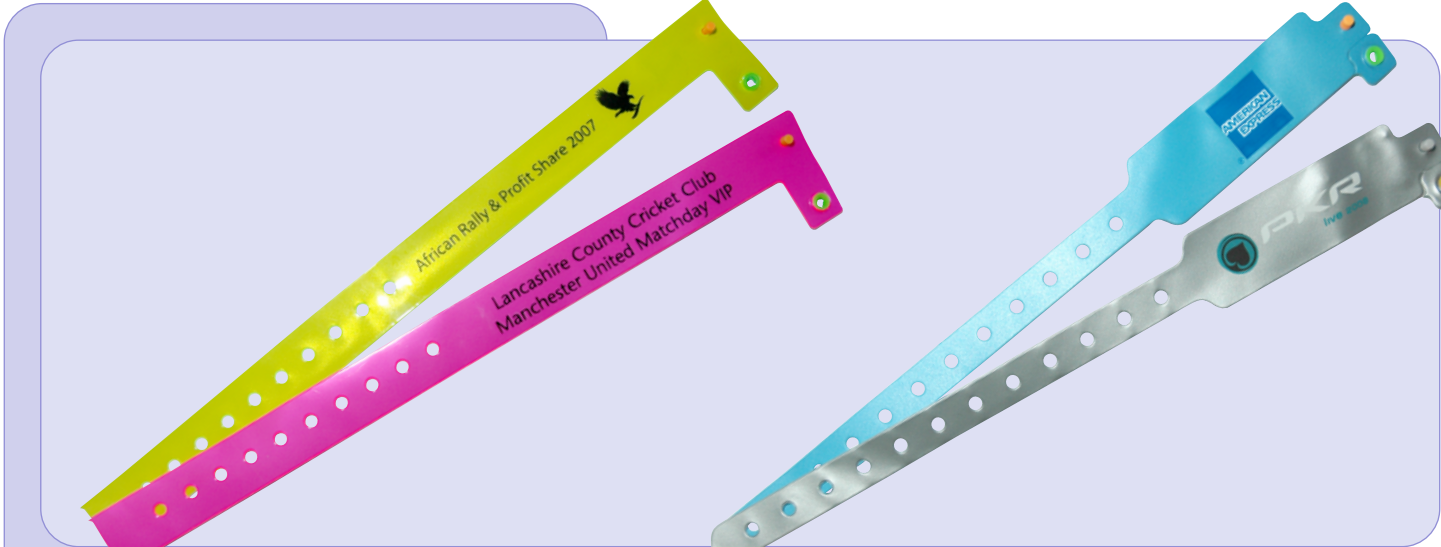 African Rally & Profit Share 2007
Lancashire County Cricket Club
Manchester United Matchday VIP
AMERICAN
EXPRESS
PKR
live